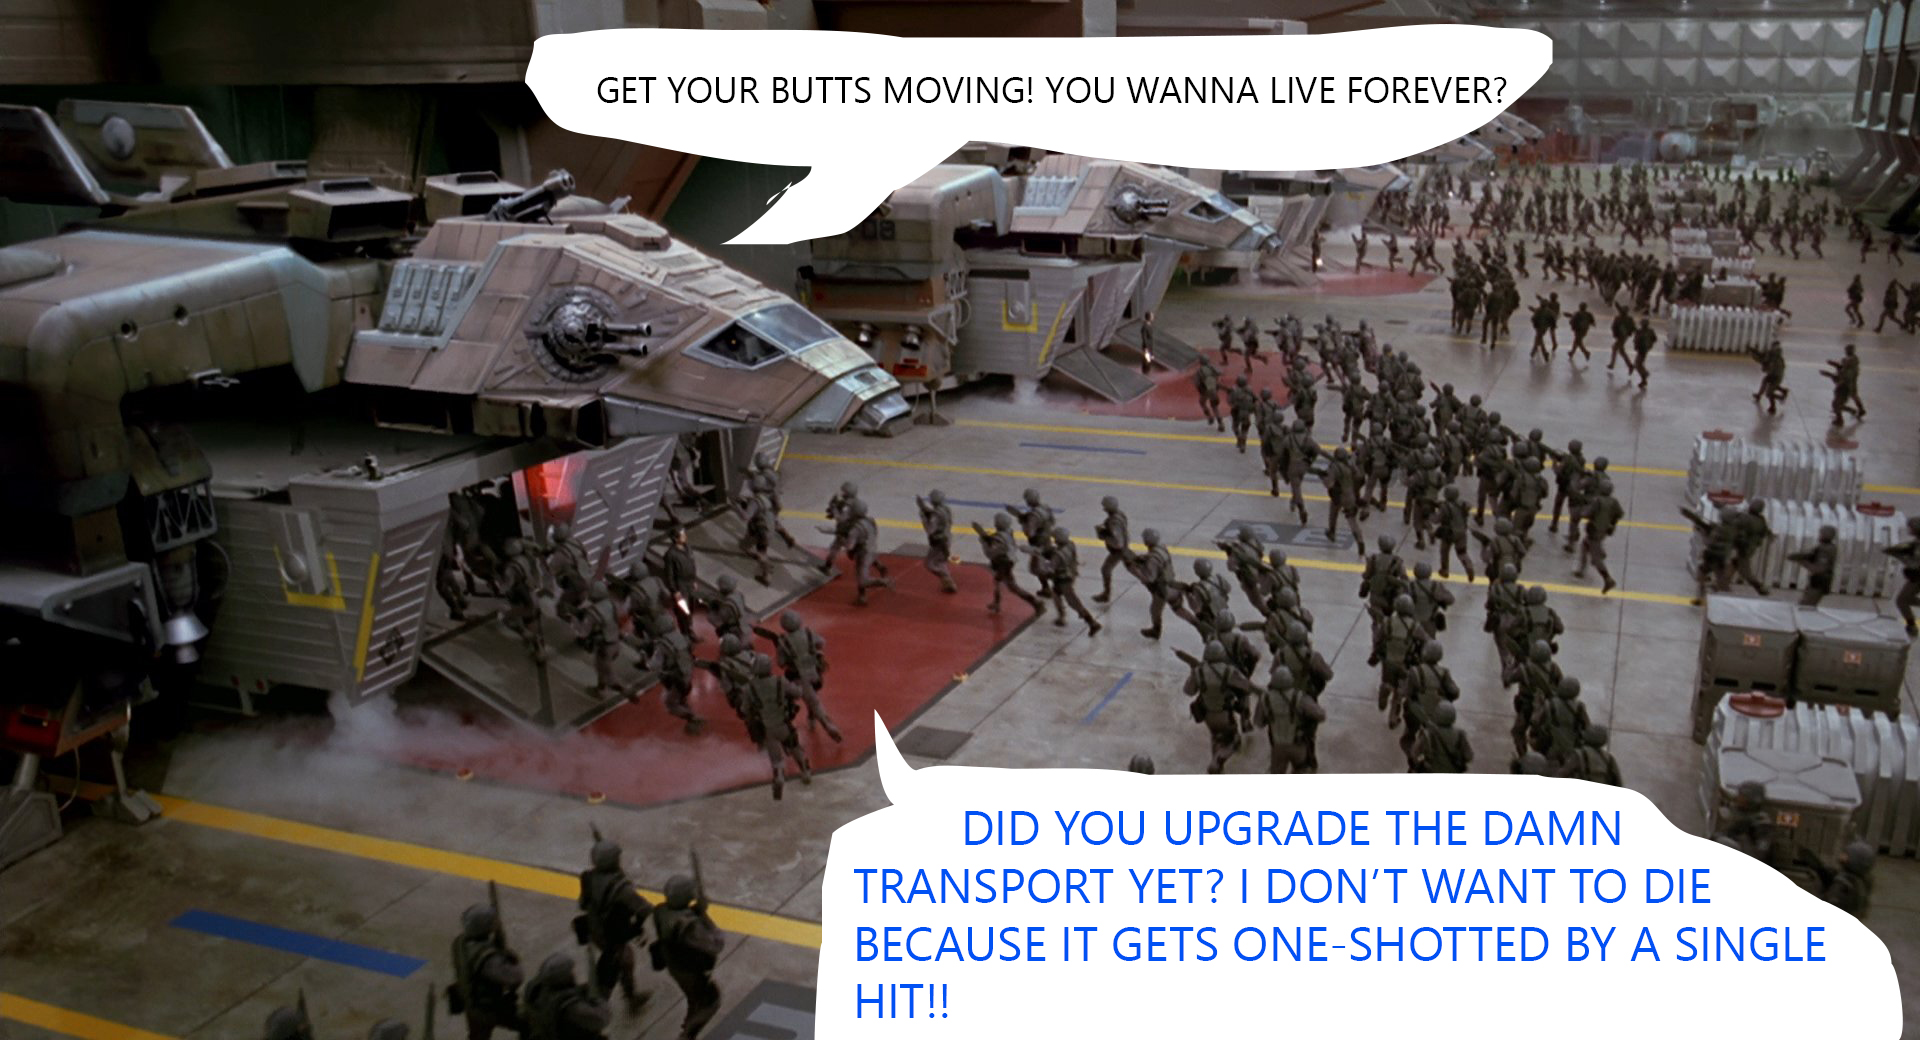 GET YOUR BUTTS MOVING! YOU WANNA LIVE FOREVER?
DID YOU UPGRADE THE DAMN
TRANSPORT YET? I DON'T WANT TO DIE
BECAUSE IT GETS ONE-SHOTTED BY A SINGLE
HIT!!